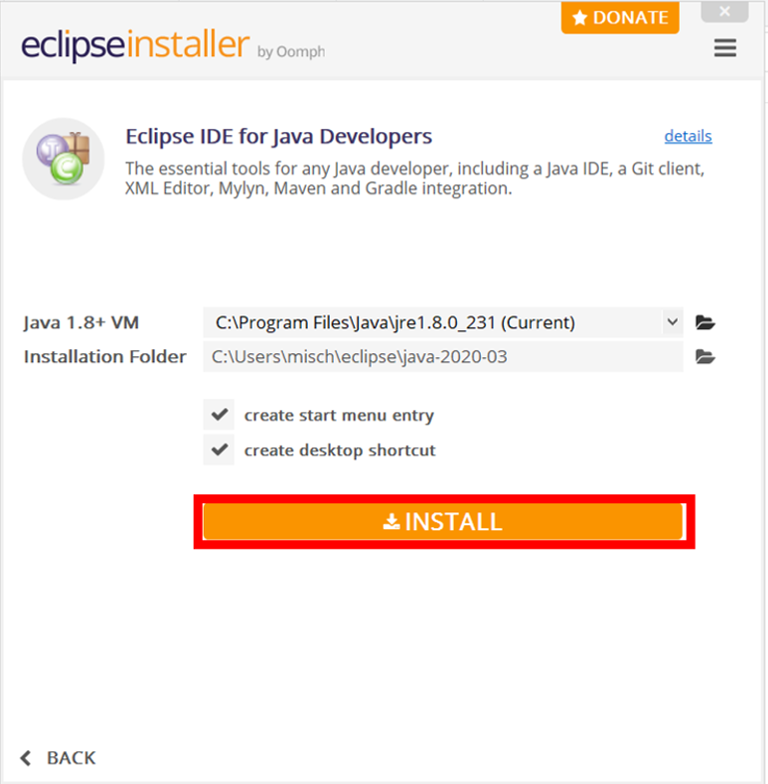 DONATE
eclipseinstaller by Oomph
Eclipse IDE for Java Developers details
The essential tools for any Java developer, including a Java IDE, a Git client,
XML Editor, Mylyn, Maven and Gradle integration.
Java 1.8+ VM C:\Program Files\Java\jre1.8.0_231 (Current)
Installation Folder C:\Users\misch\eclipse\java-2020-03
create start menu entry
create desktop shortcut
INSTALL
BACK